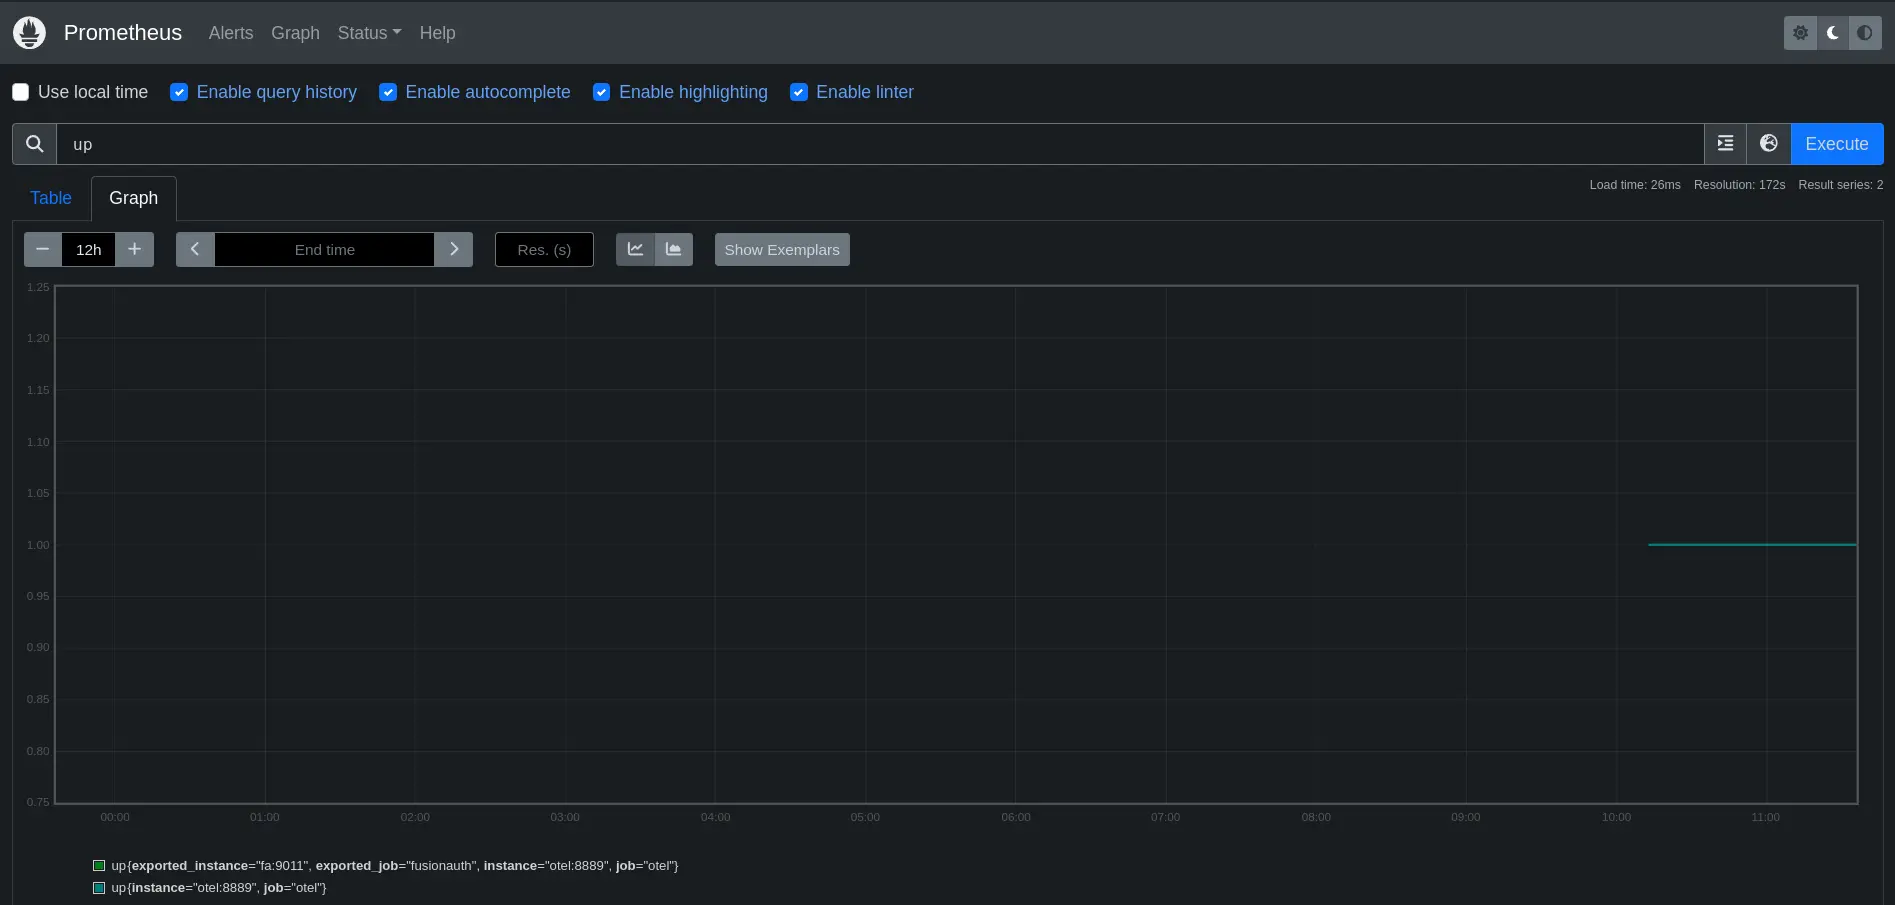 Prometheus Alerts Graph Status Help
Use local time Enable query history Enable autocomplete Enable highlighting Enable linter
up Execute
Table Graph Load time: 26ms Resolution: 172s Result series: 2
12h End time Res. (s) Show Exemplars
1.25
1.20
1.15
1.10
1.05
1.00
0.95
0.90
0.85
0.80
0.75
00:00 01:00 02:00 03:00 04:00 05:00 06:00 07:00 08:00 09:00 10:00 11:00
up{exported_instance="fa:9011", exported_job="fusionauth", instance="otel:8889", job="otel"}
up{instance="otel:8889", job="otel"}